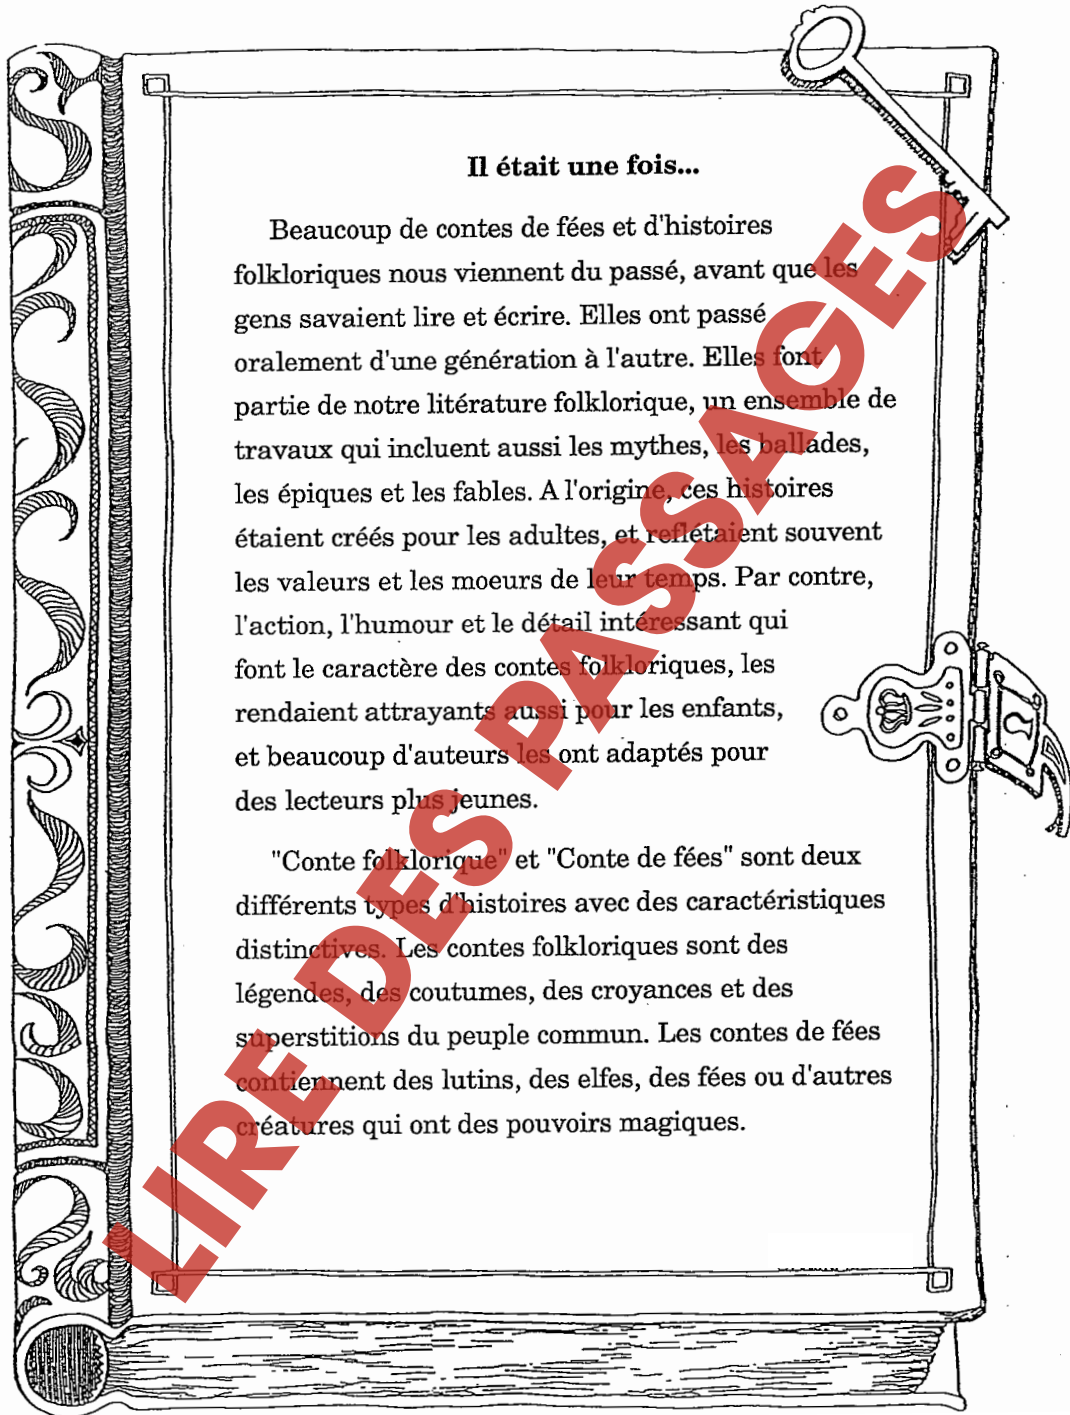 Il était une fois...
Beaucoup de contes de fées et d'histoires
folkloriques nous viennent du passé, avant que les
gens savaient lire et écrire. Elles ont passé
oralement d'une génération à l'autre. Elles font
partie de notre litérature folklorique, un ensemble de
travaux qui incluent aussi les mythes, les ballades,
les épiques et les fables. A l'origine, ces histoires
étaient créés pour les adultes, et reflétaient souvent
les valeurs et les moeurs de leur temps. Par contre,
l'action, l'humour et le détail intéressant qui
font le caractère des contes folkloriques, les
rendaient attrayants aussi pour les enfants,
et beaucoup d'auteurs les ont adaptés pour
des lecteurs plus jeunes.
"Conte folklorique" et "Conte de fées" sont deux
différents types d'histoires avec des caractéristiques
distinctives. Les contes folkloriques sont des
légendes, des coutumes, des croyances et des
superstitions du peuple commun. Les contes de fées
contiennent des lutins, des elfes, des fées ou d'autres
créatures qui ont des pouvoirs magiques.
LIRE DES PASSAGES